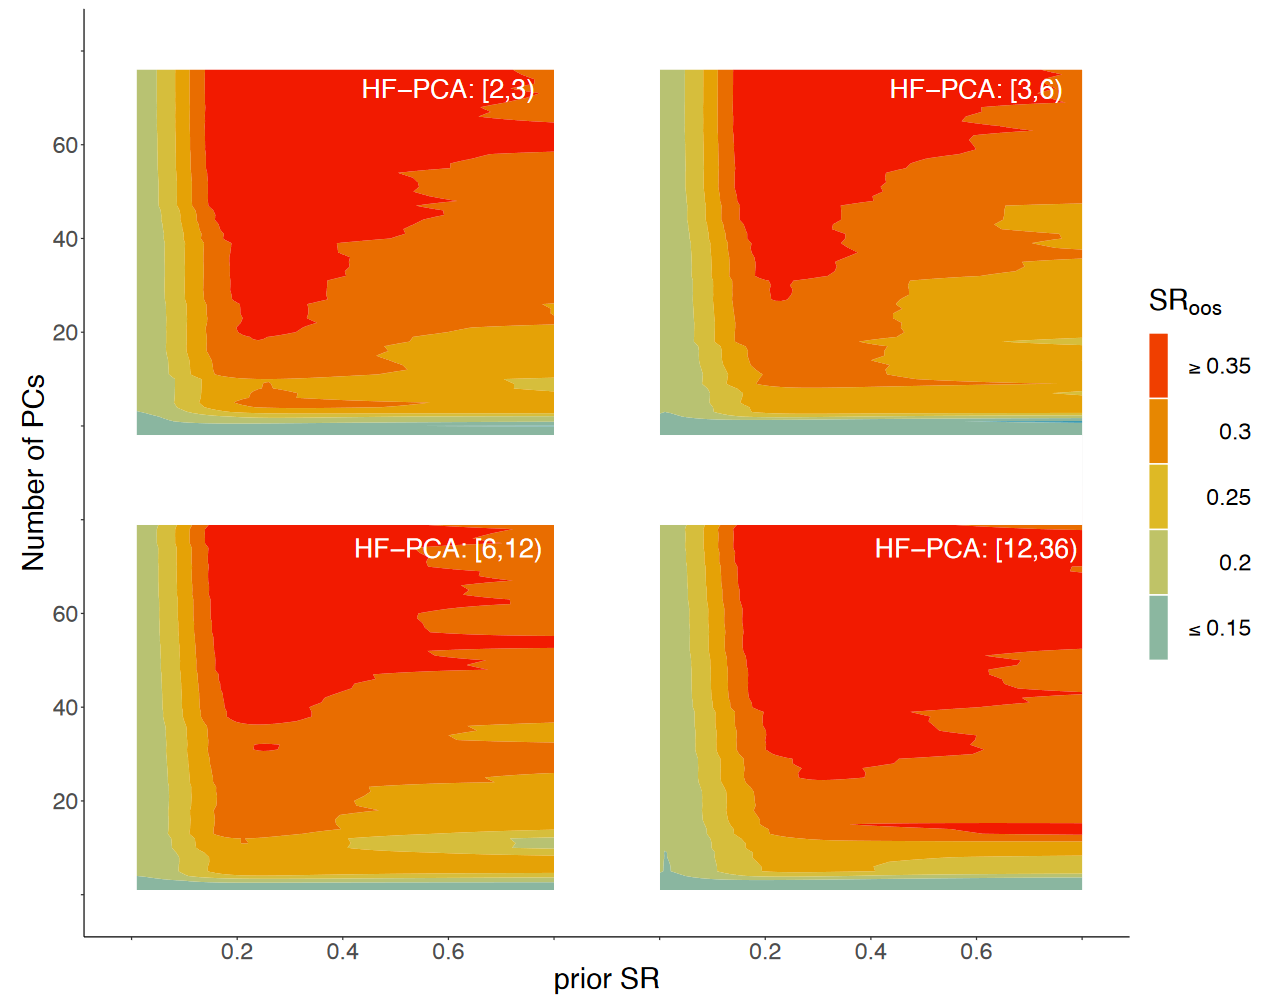 HF−PCA: [2,3)
HF−PCA: [3,6)
60
40
20
Number of PCs
HF−PCA: [6,12)
HF−PCA: [12,36)
60
40
20
0.2 0.4 0.6 0.2 0.4 0.6
prior SR
SRoos
≥ 0.35
0.3
0.25
0.2
≤ 0.15